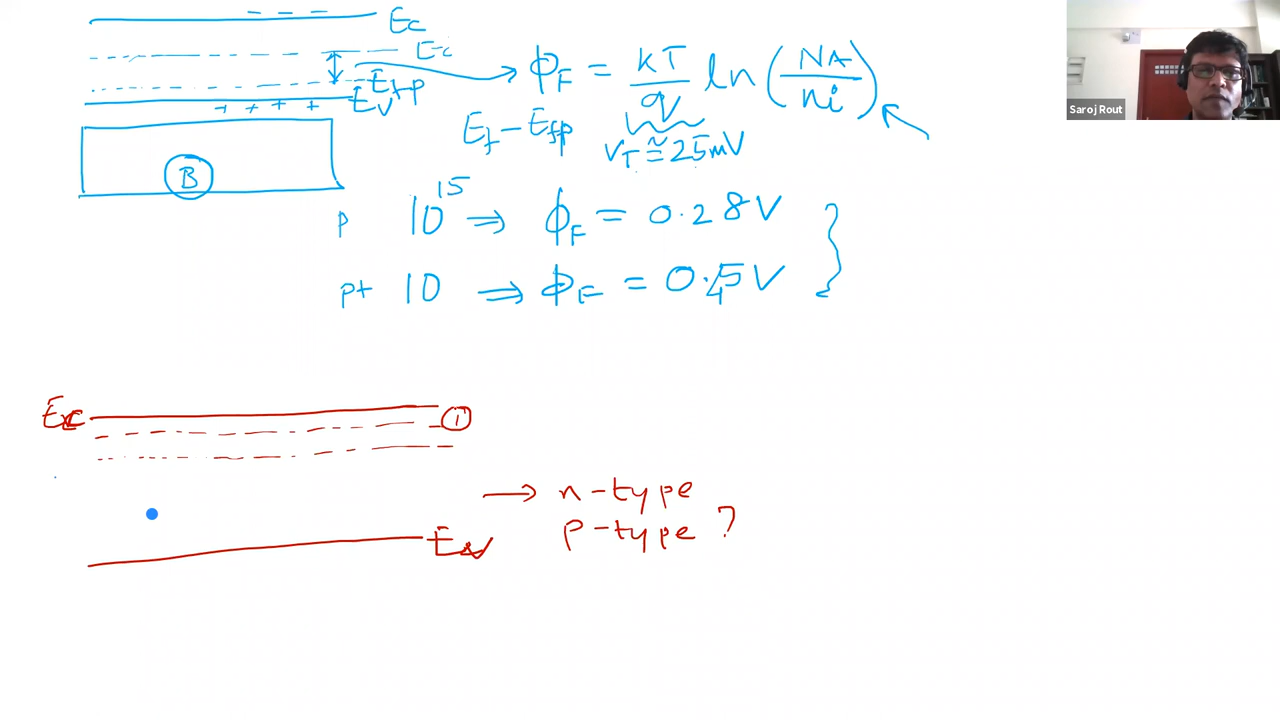 Ec
Ec
Efp
Ev
+ + + +
B
ϕF = kT/q ln(NA/ni)
Ef - Efp
VT ≅ 25mV
p 10^15 ⇒ ϕF = 0.28V
p+ 10 ⇒ ϕF = 0.45V
Saroj Rout
Ec
1
→ n-type
p-type ?
Ev